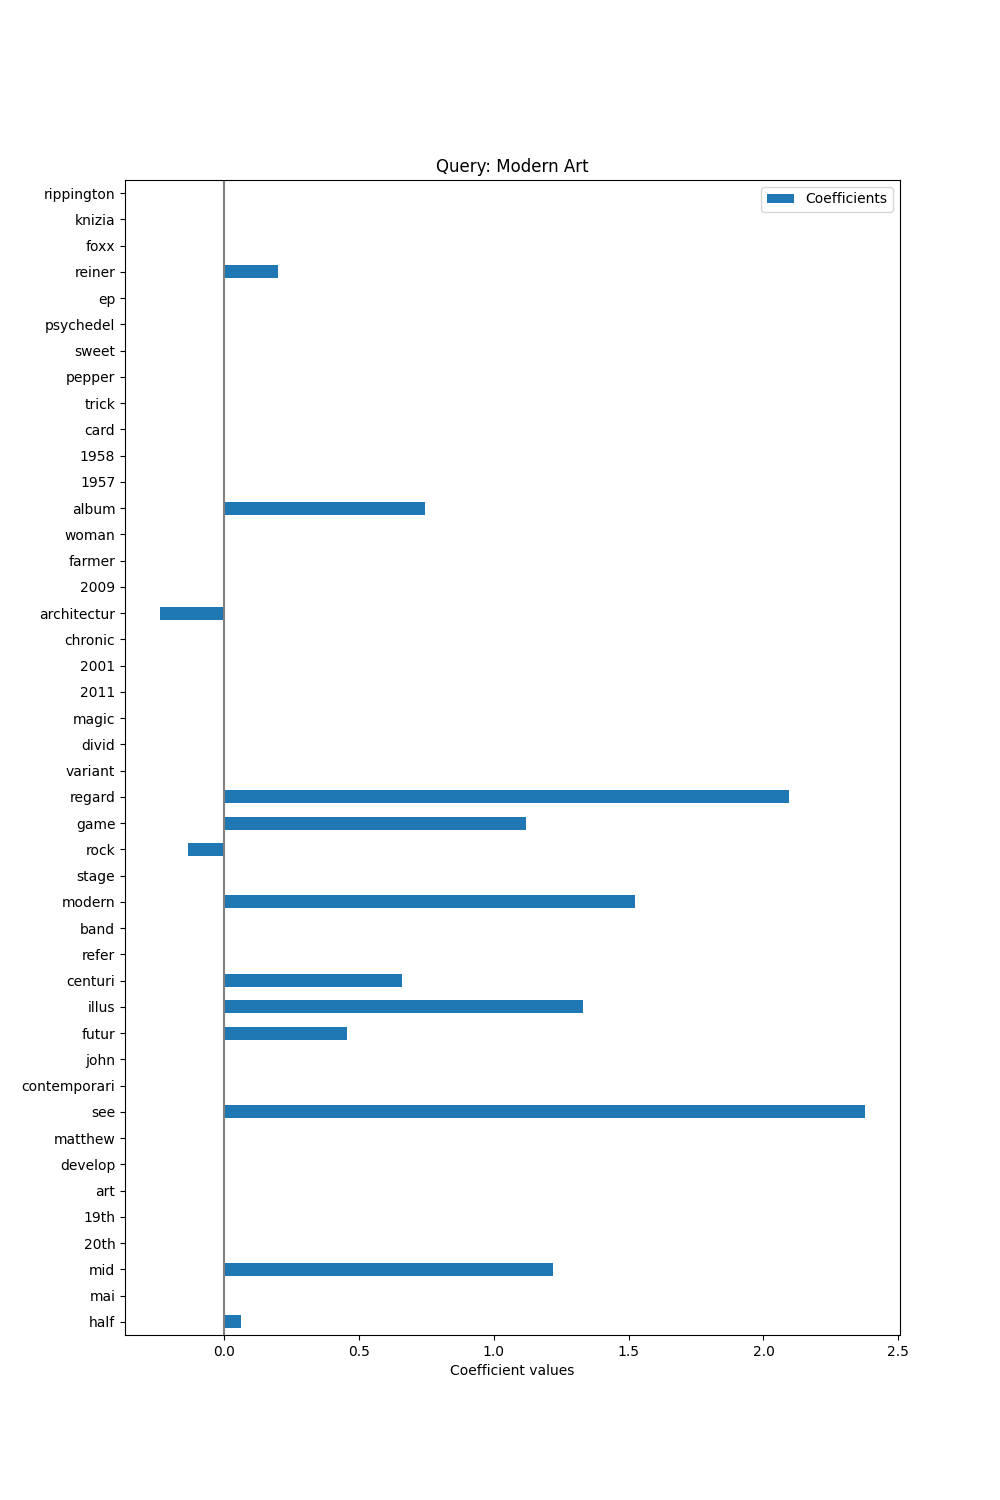 Query: Modern Art
Coefficients
rippington
knizia
foxx
reiner
ep
psychedel
sweet
pepper
trick
card
1958
1957
album
woman
farmer
2009
architectur
chronic
2001
2011
magic
divid
variant
regard
game
rock
stage
modern
band
refer
centuri
illus
futur
john
contemporari
see
matthew
develop
art
19th
20th
mid
mai
half
0.0 0.5 1.0 1.5 2.0 2.5
Coefficient values